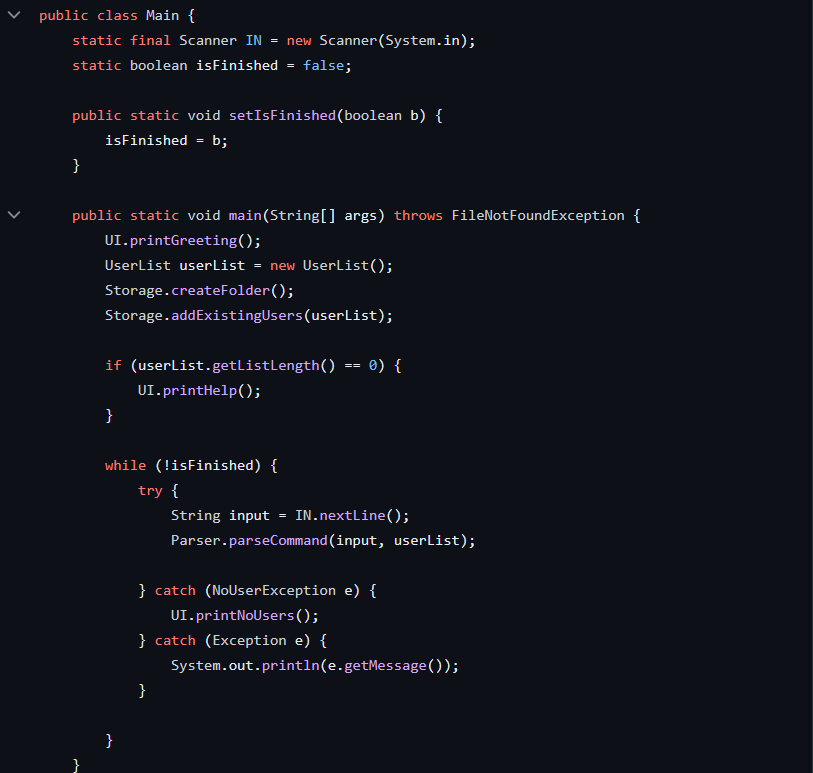 public class Main {
static final Scanner IN = new Scanner(System.in);
static boolean isFinished = false;
public static void setIsFinished(boolean b) {
isFinished = b;
}
public static void main(String[] args) throws FileNotFoundException {
UI.printGreeting();
UserList userList = new UserList();
Storage.createFolder();
Storage.addExistingUsers(userList);
if (userList.getListLength() == 0) {
UI.printHelp();
}
while (!isFinished) {
try {
String input = IN.nextLine();
Parser.parseCommand(input, userList);
} catch (NoUserException e) {
UI.printNoUsers();
} catch (Exception e) {
System.out.println(e.getMessage());
}
}
}